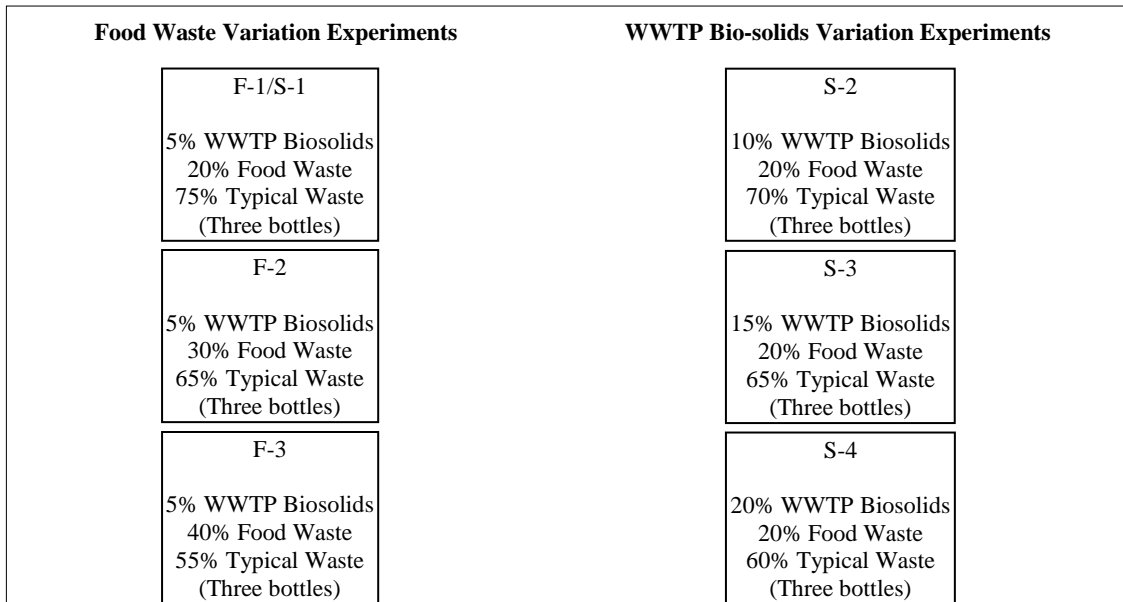 Food Waste Variation Experiments
F-1/S-1
5% WWTP Biosolids
20% Food Waste
75% Typical Waste
(Three bottles)
F-2
5% WWTP Biosolids
30% Food Waste
65% Typical Waste
(Three bottles)
F-3
5% WWTP Biosolids
40% Food Waste
55% Typical Waste
(Three bottles)
WWTP Bio-solids Variation Experiments
S-2
10% WWTP Biosolids
20% Food Waste
70% Typical Waste
(Three bottles)
S-3
15% WWTP Biosolids
20% Food Waste
65% Typical Waste
(Three bottles)
S-4
20% WWTP Biosolids
20% Food Waste
60% Typical Waste
(Three bottles)